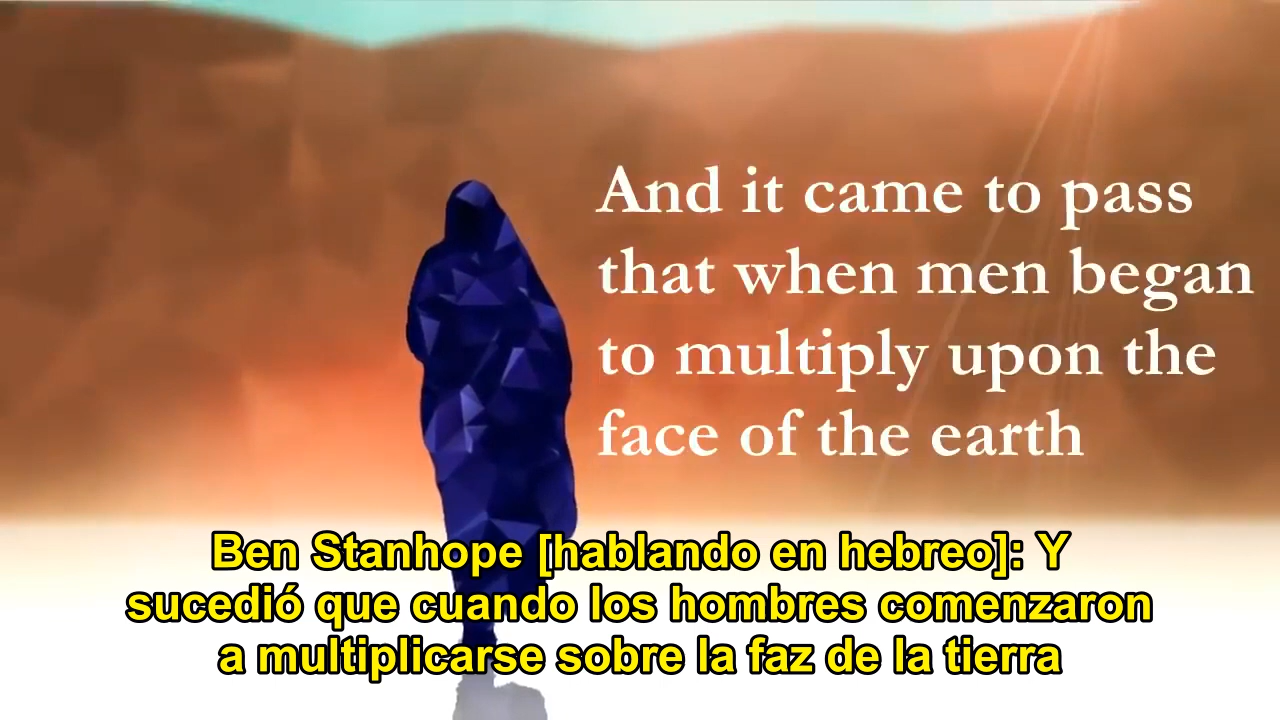 And it came to pass
that when men began
to multiply upon the
face of the earth
Ben Stanhope [hablando en hebreo]: Y
sucedió que cuando los hombres comenzaron
a multiplicarse sobre la faz de la tierra